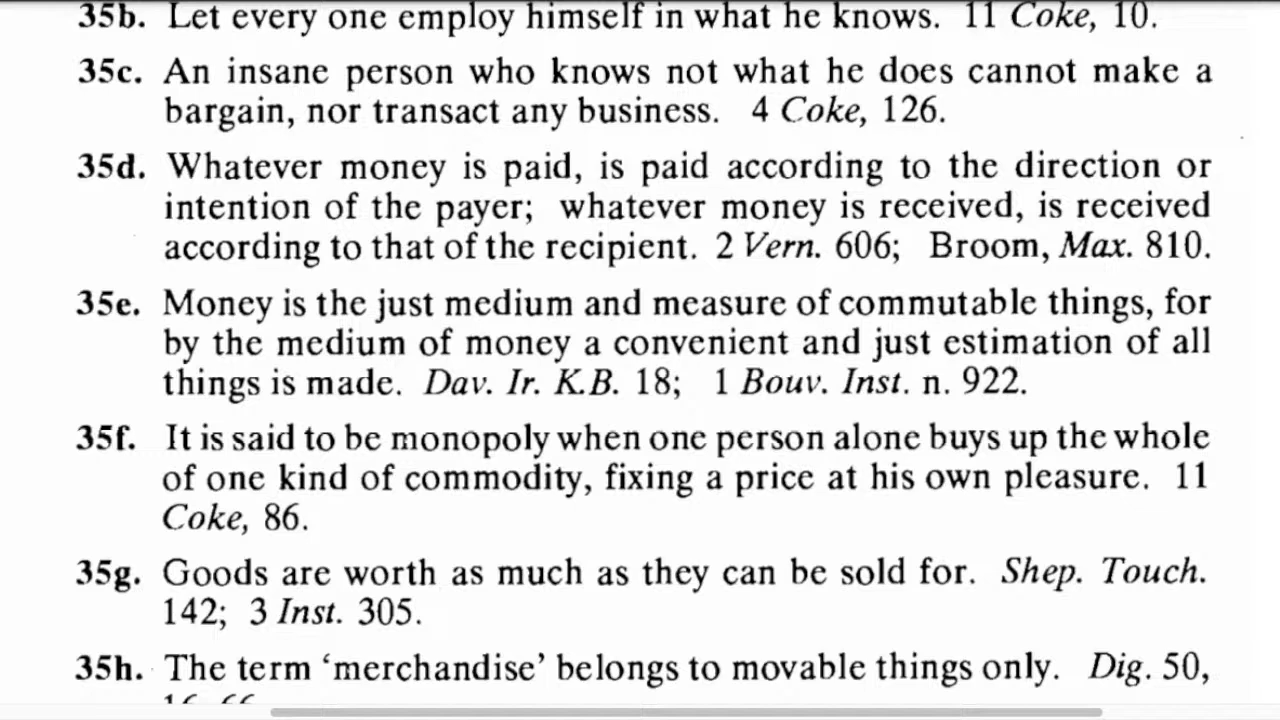 35b. Let every one employ himself in what he knows. 11 Coke, 10.
35c. An insane person who knows not what he does cannot make a
bargain, nor transact any business. 4 Coke, 126.
35d. Whatever money is paid, is paid according to the direction or
intention of the payer; whatever money is received, is received
according to that of the recipient. 2 Vern. 606; Broom, Max. 810.
35e. Money is the just medium and measure of commutable things, for
by the medium of money a convenient and just estimation of all
things is made. Dav. Ir. K.B. 18; 1 Bouv. Inst. n. 922.
35f. It is said to be monopoly when one person alone buys up the whole
of one kind of commodity, fixing a price at his own pleasure. 11
Coke, 86.
35g. Goods are worth as much as they can be sold for. Shep. Touch.
142; 3 Inst. 305.
35h. The term ‘merchandise’ belongs to movable things only. Dig. 50,